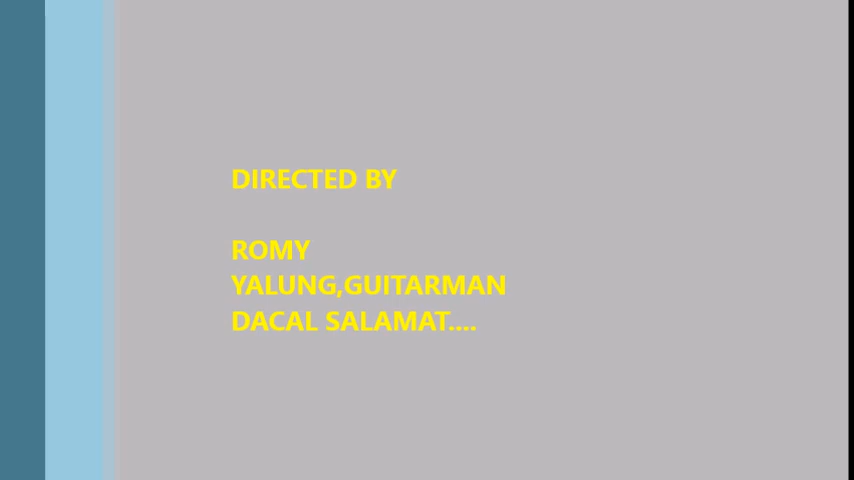 DIRECTED BY
ROMY
YALUNG,GUITARMAN
DACAL SALAMAT....